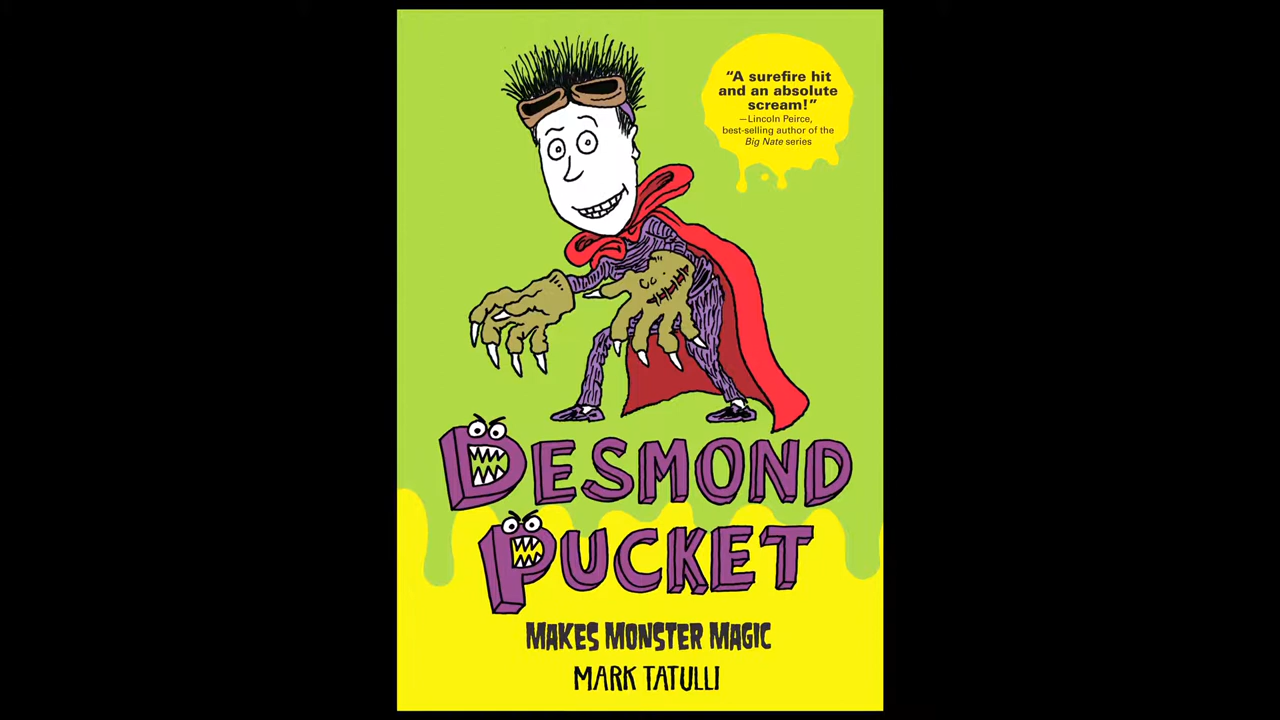 “A surefire hit
and an absolute
scream!”
—Lincoln Peirce,
best-selling author of the
Big Nate series
DESMOND
PUCKET
MAKES MONSTER MAGIC
MARK TATULLI